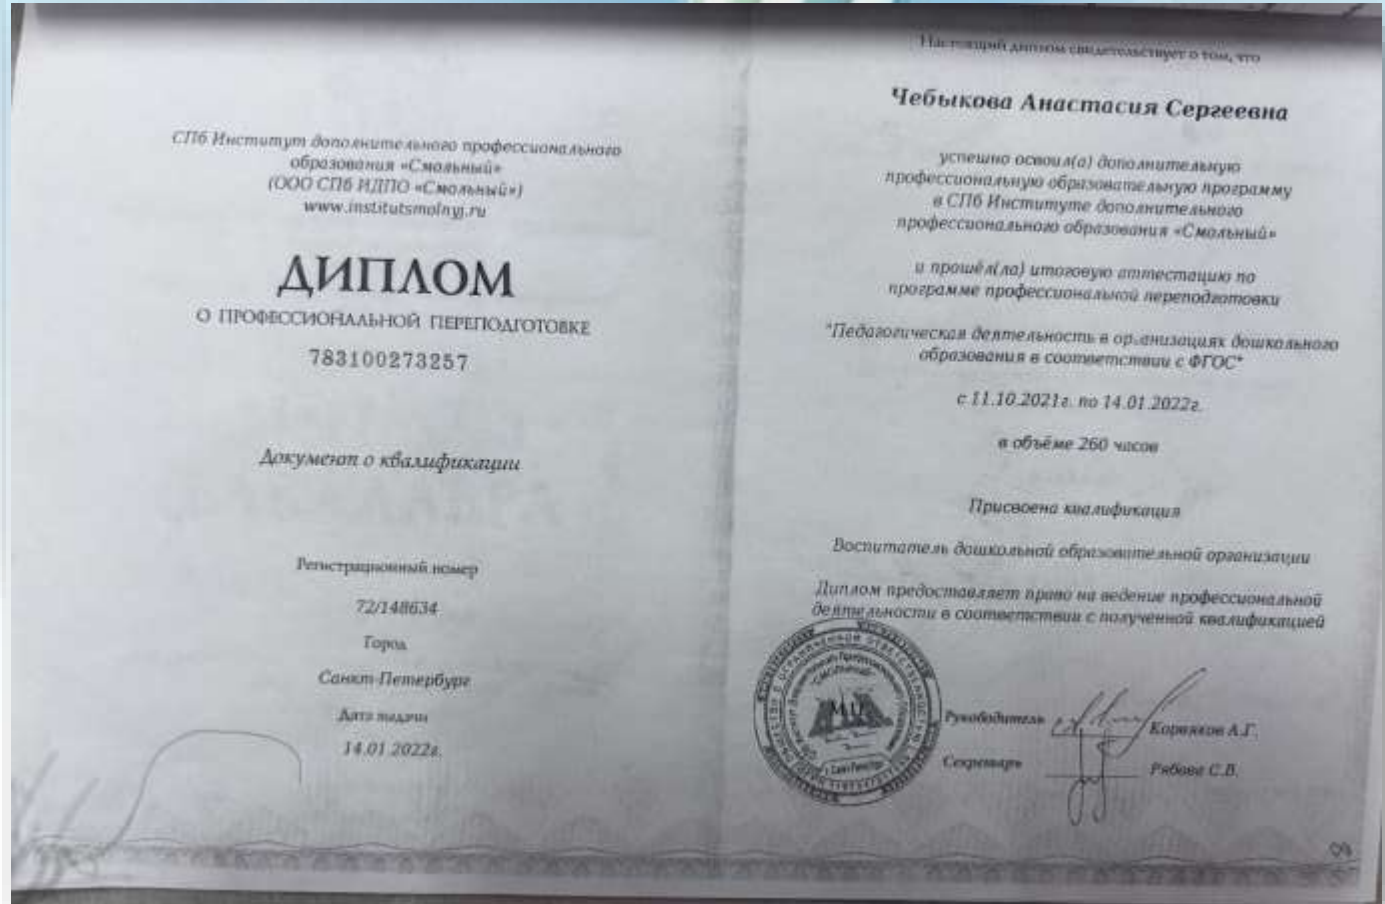 СПб Институт дополнительного профессионального
образования «Смольный»
(ООО СПб ИДПО «Смольный»)
www.institutsmolnyj.ru
ДИПЛОМ
О ПРОФЕССИОНАЛЬНОЙ ПЕРЕПОДГОТОВКЕ
783100273257
Документ о квалификации
Регистрационный номер
72/148634
Город
Санкт-Петербург
Дата выдачи
14.01.2022г.
Настоящий диплом свидетельствует о том, что
Чебыкова Анастасия Сергеевна
успешно освоил(а) дополнительную
профессиональную образовательную программу
в СПб Институте дополнительного
профессионального образования «Смольный»
и прошёл(ла) итоговую аттестацию по
программе профессиональной переподготовки
"Педагогическая деятельность в организациях дошкольного
образования в соответствии с ФГОС"
с 11.10.2021г. по 14.01.2022г.
в объёме 260 часов
Присвоена квалификация
Воспитатель дошкольной образовательной организации
Диплом предоставляет право на ведение профессиональной
деятельности в соответствии с полученной квалификацией
«СМОЛЬНЫЙ»
М.П.
Руководитель
А.Г.
Секретарь
Рябова С.В.